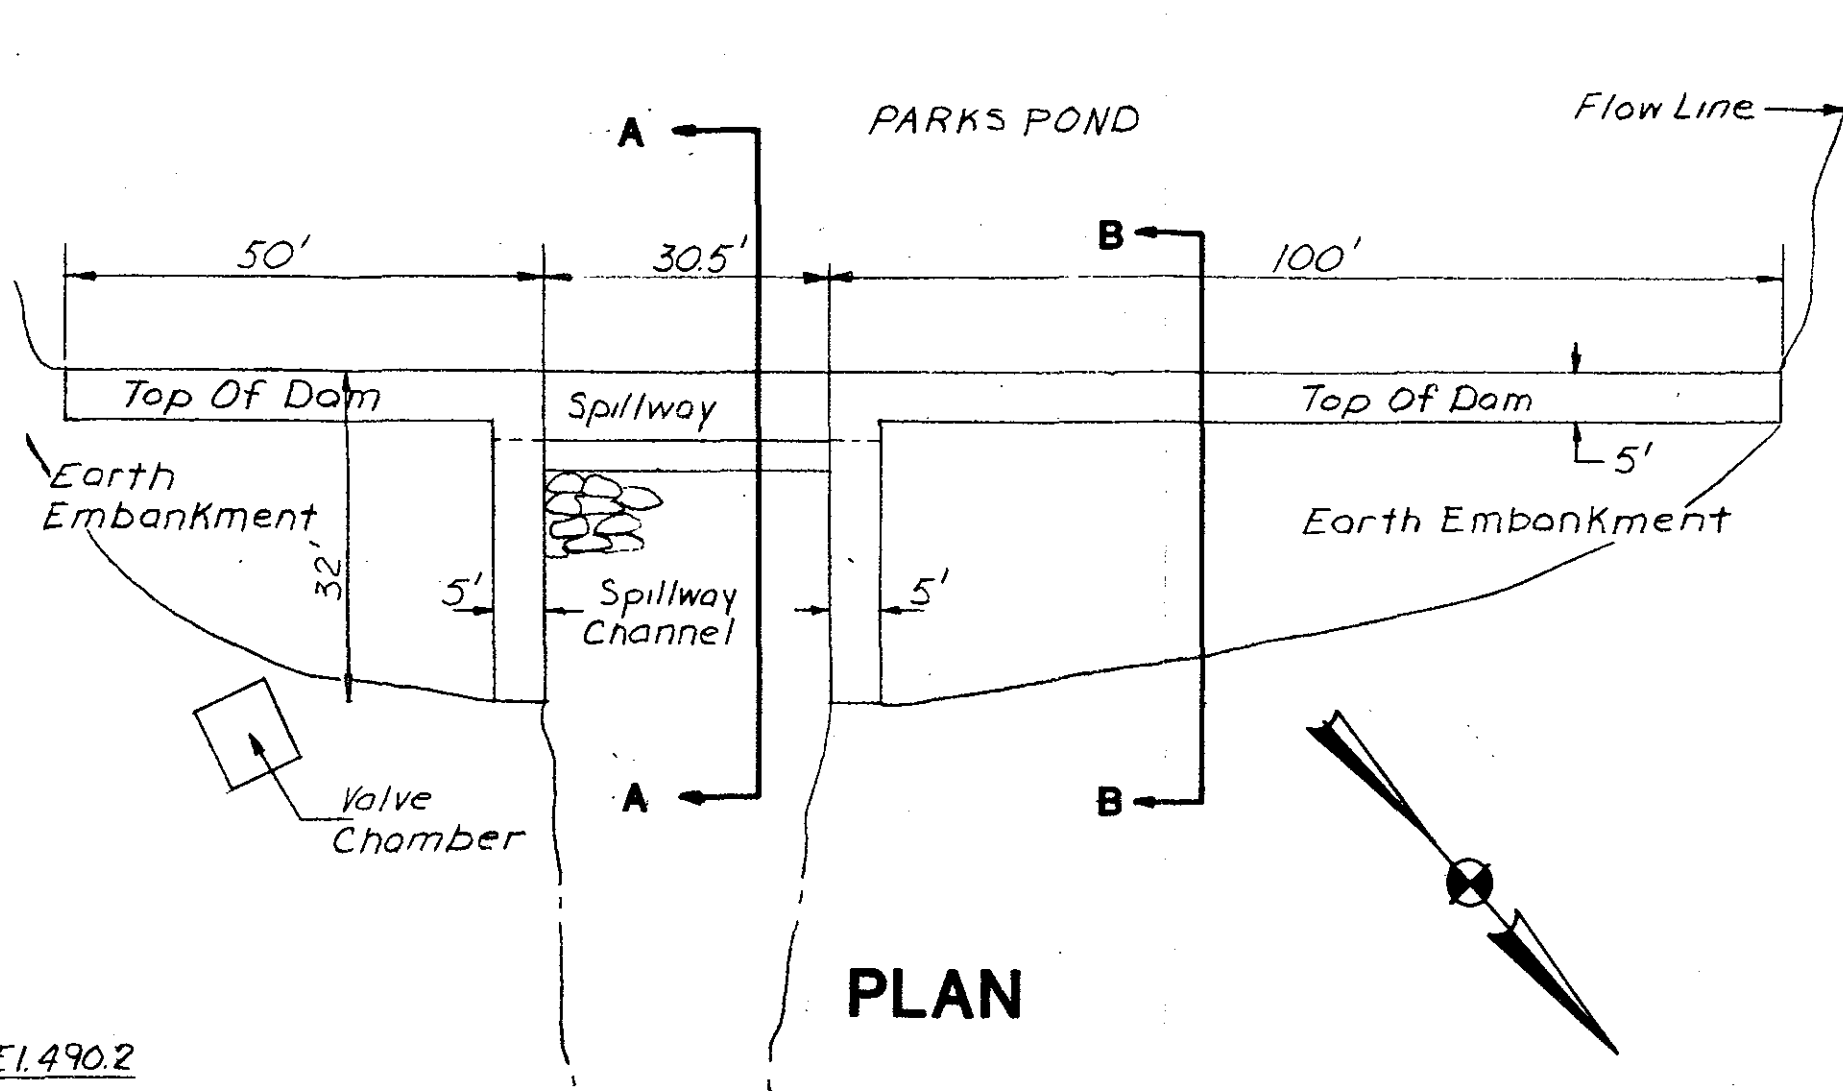 PARKS POND
Flow Line
A
B
50'
30.5'
100'
Top Of Dam
Spillway
Top Of Dam
5'
Earth
Embankment
Earth Embankment
32'
5'
Spillway
Channel
5'
A
B
Valve
Chamber
PLAN
El. 490.2